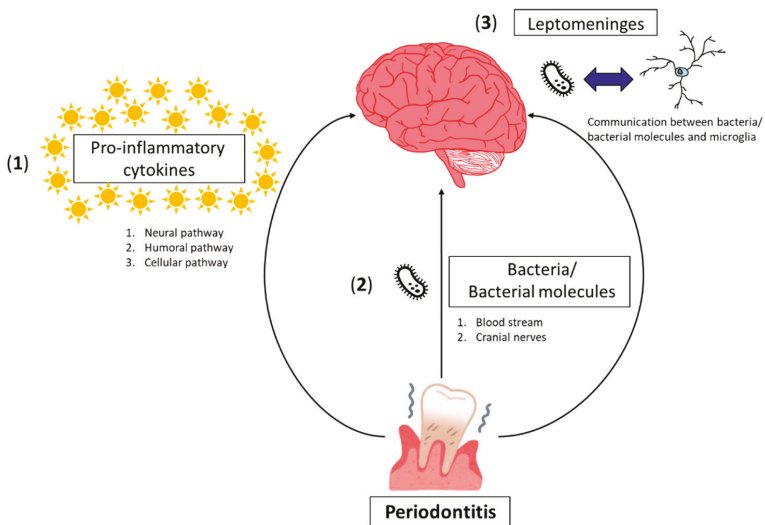 (3) Leptomeninges
Communication between bacteria/
bacterial molecules and microglia
(1) Pro-inflammatory
cytokines
1. Neural pathway
2. Humoral pathway
3. Cellular pathway
(2) Bacteria/
Bacterial molecules
1. Blood stream
2. Cranial nerves
Periodontitis